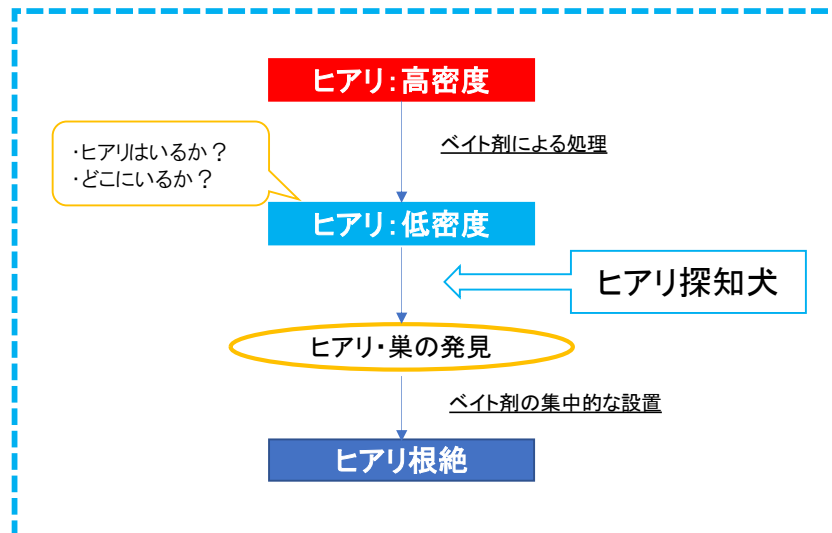 ヒアリ：高密度
ベイト剤による処理
・ヒアリはいるか？
・どこにいるか？
ヒアリ：低密度
ヒアリ探知犬
ヒアリ・巣の発見
ベイト剤の集中的な設置
ヒアリ根絶